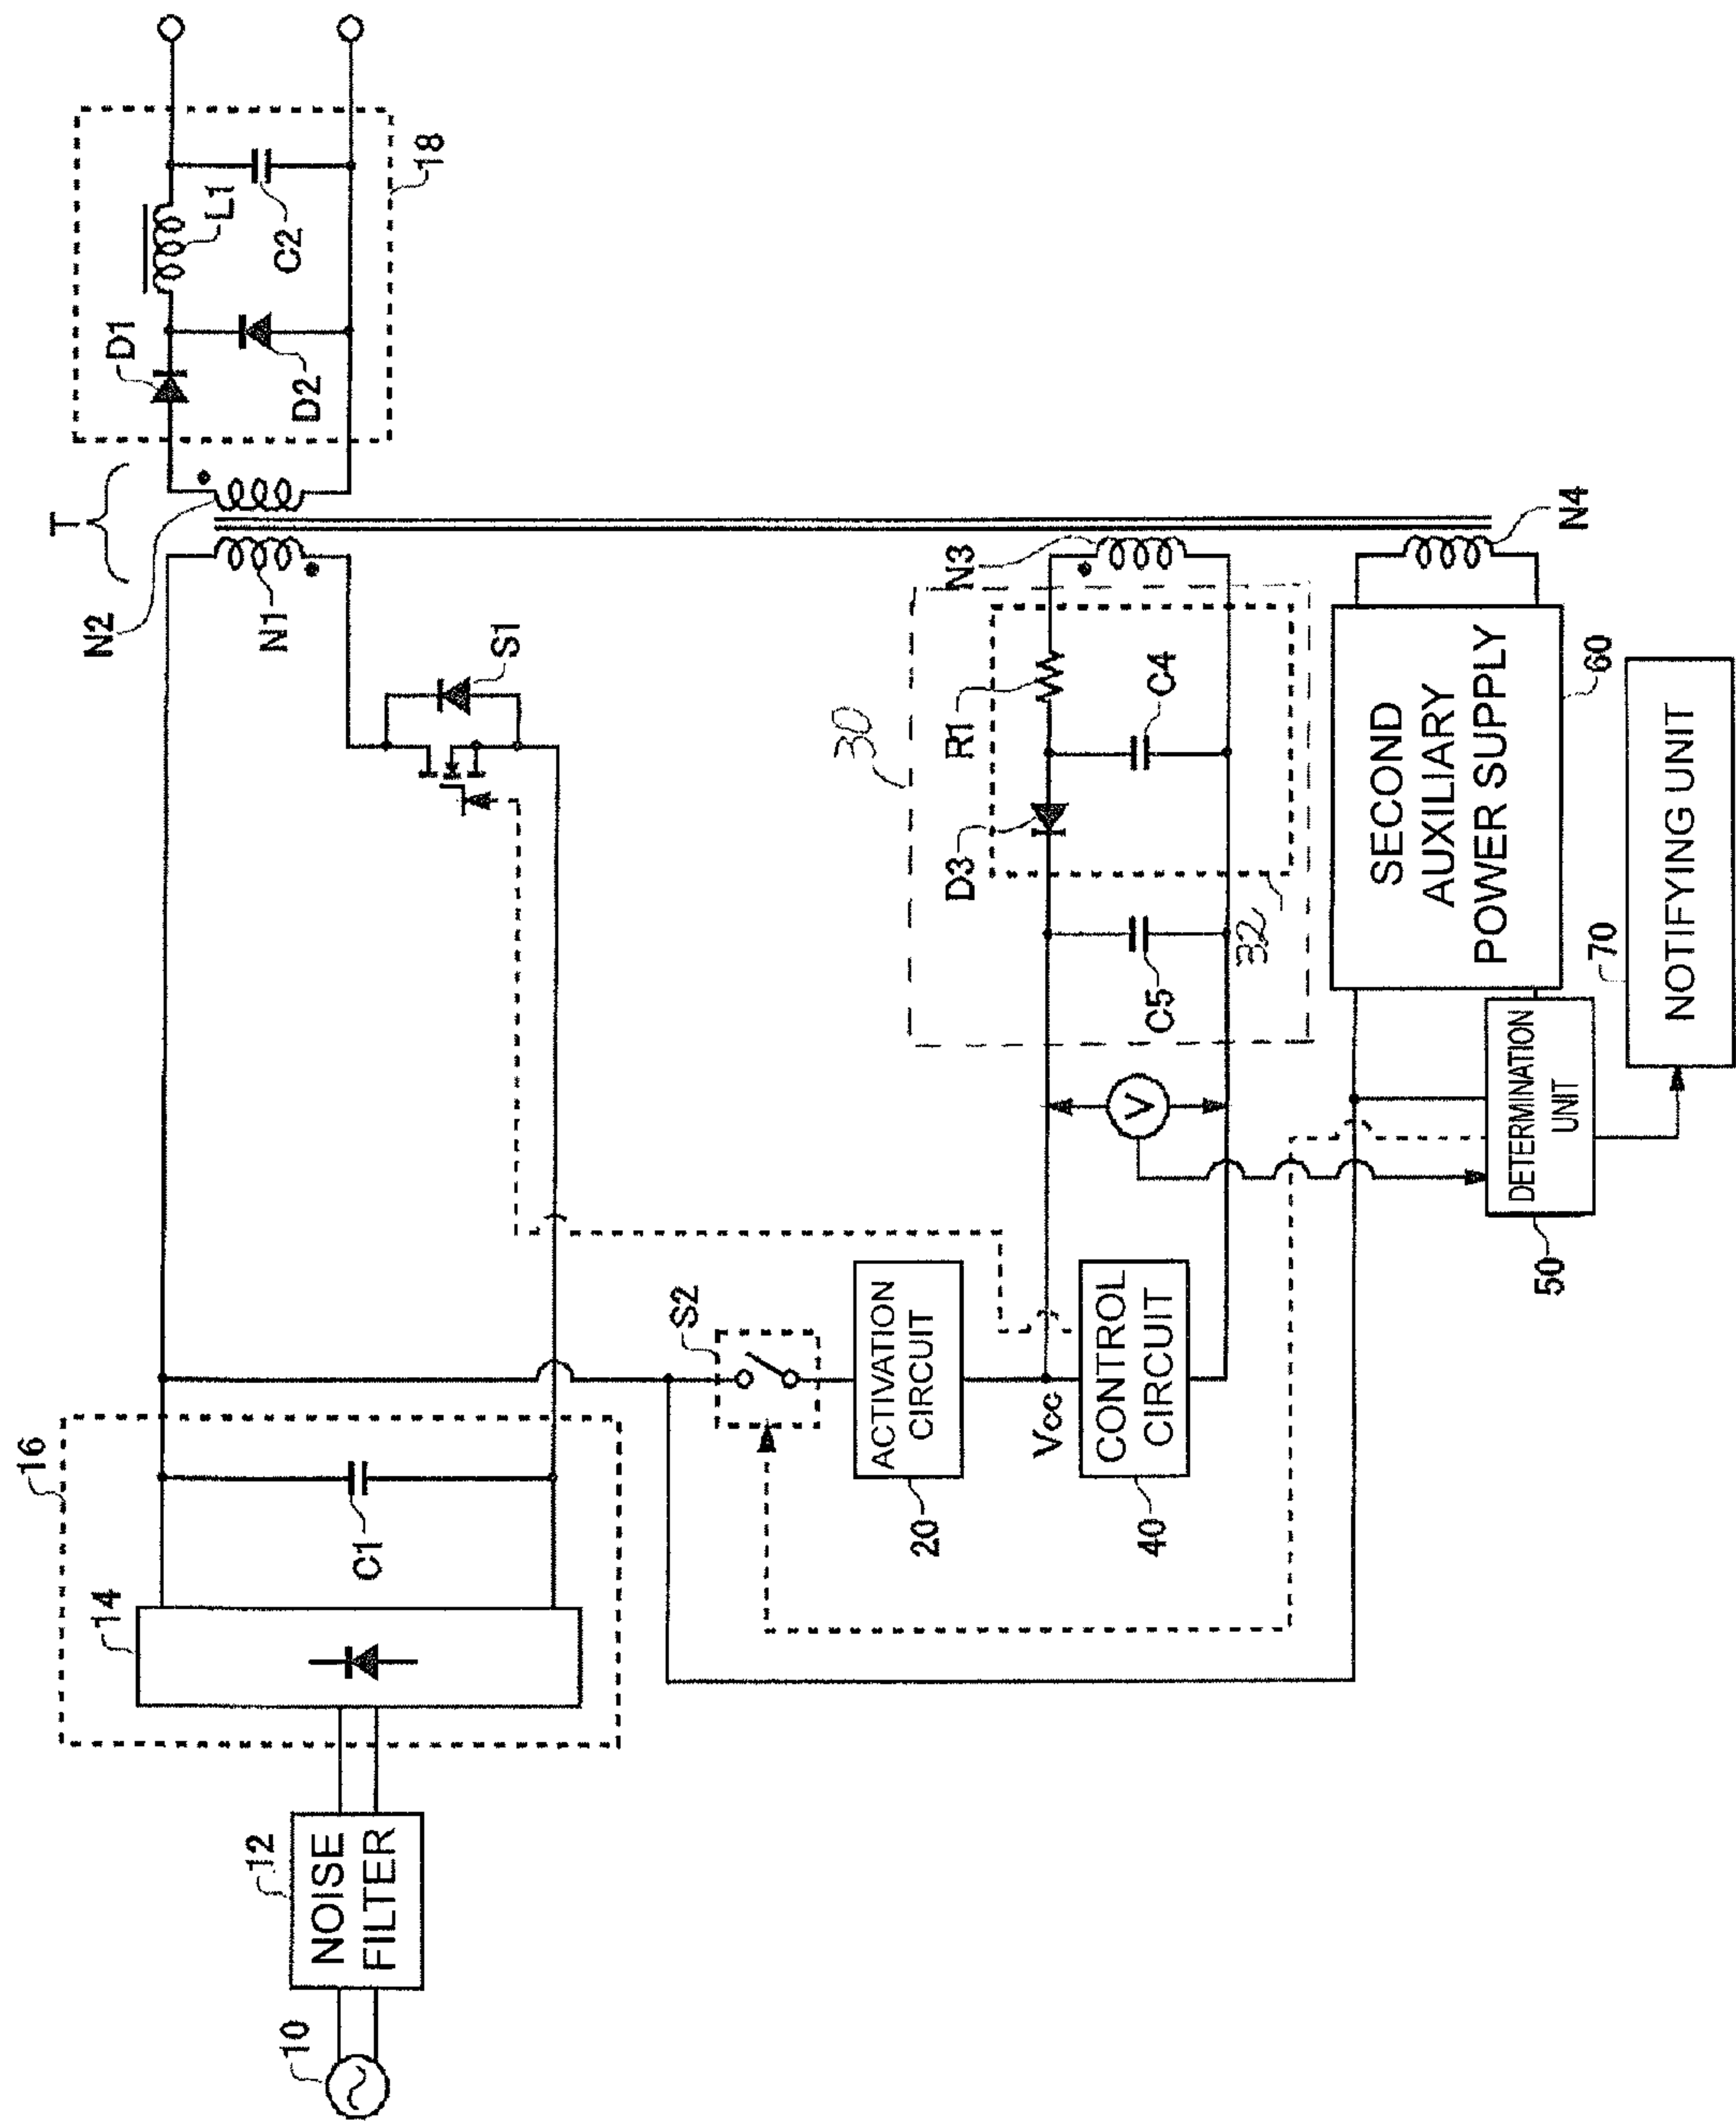 10
12
NOISE
FILTER
14
16
C1
S2
ACTIVATION
CIRCUIT
20
Vcc
CONTROL
CIRCUIT
40
S1
N1
N2
T
D1
D2
L1
C2
18
30
V
C5
D3
R1
C4
32
N3
N4
SECOND
AUXILIARY
POWER SUPPLY
60
DETERMINATION
UNIT
50
70
NOTIFYING UNIT